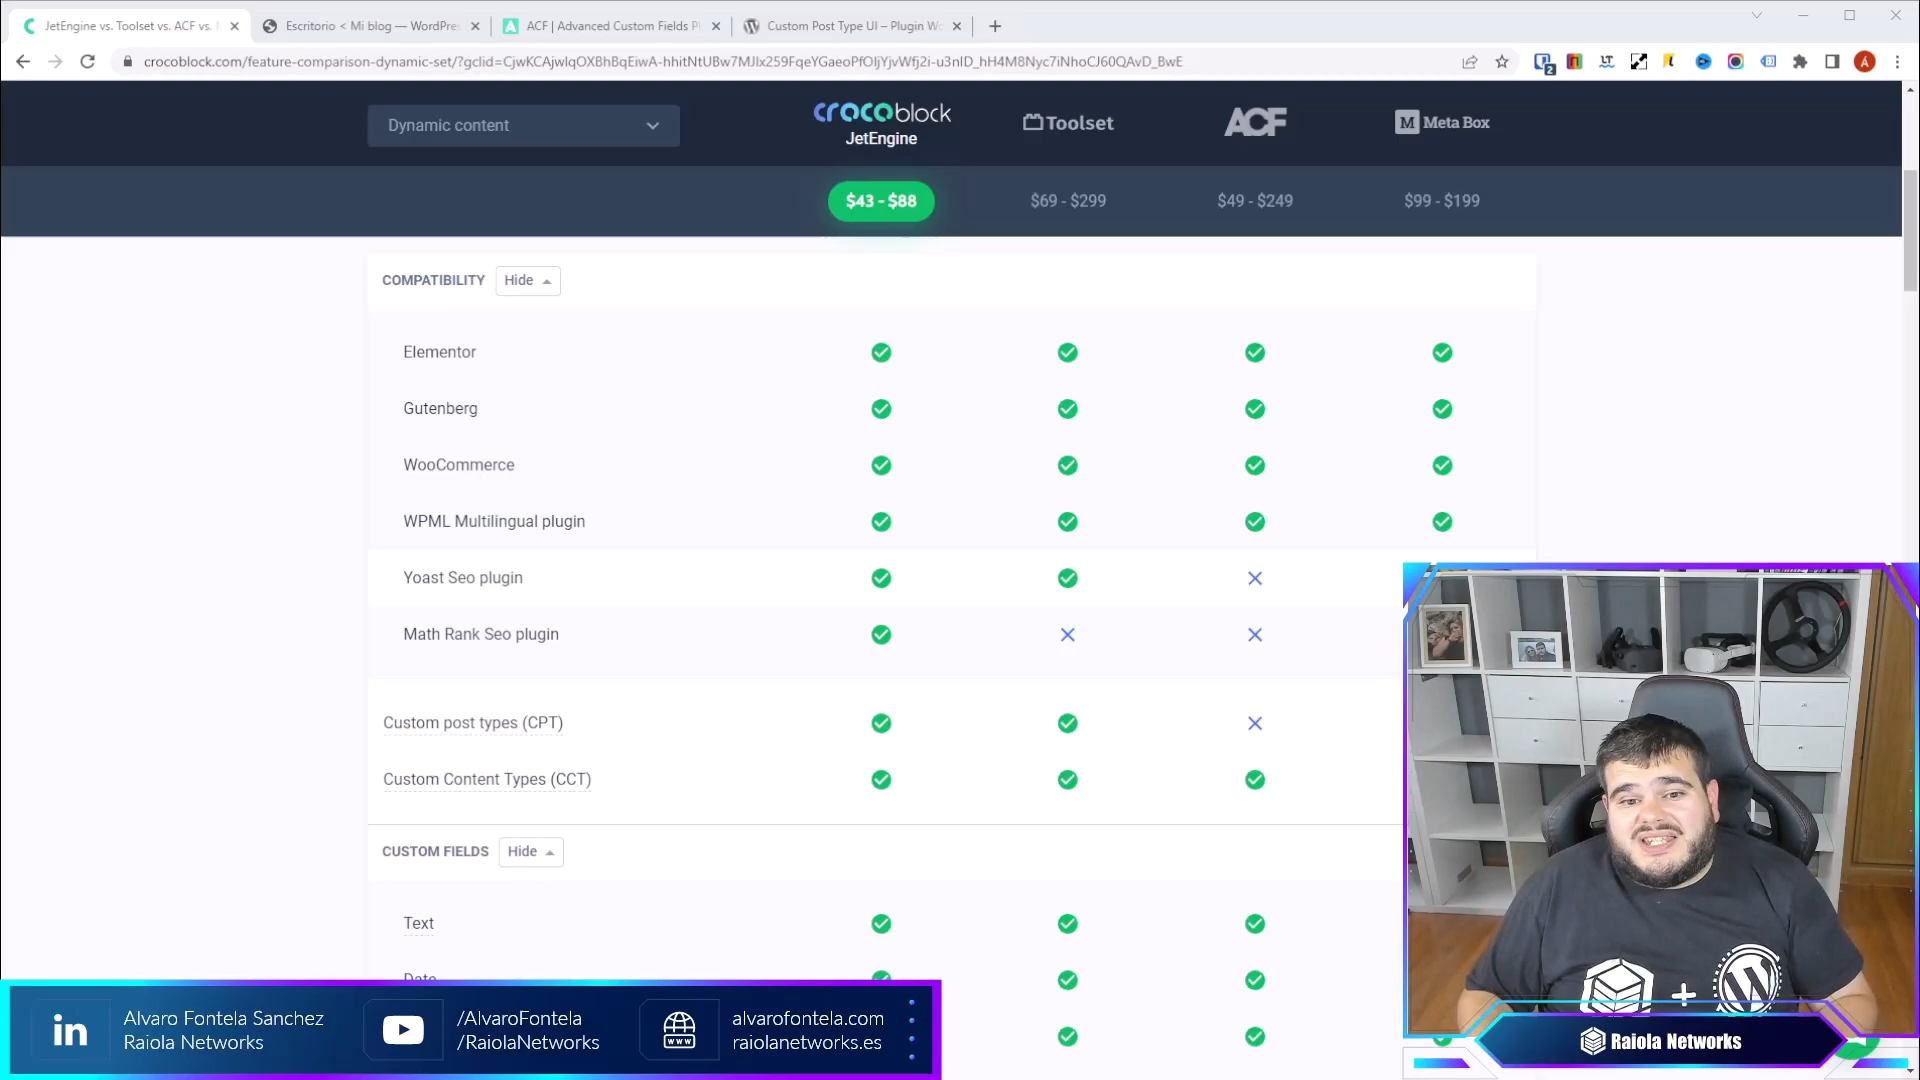 JetEngine vs. Toolset vs. ACF vs.
Escritorio < Mi blog — WordPre
ACF | Advanced Custom Fields P
Custom Post Type UI – Plugin Wo
crocoblock.com/feature-comparison-dynamic-set/?gclid=
Dynamic content
crocoblock
JetEngine
Toolset
ACF
M Meta Box
$43 - $88
$69 - $299
$49 - $249
$99 - $199
COMPATIBILITY
Hide
Elementor
Gutenberg
WooCommerce
WPML Multilingual plugin
Yoast Seo plugin
Math Rank Seo plugin
Custom post types (CPT)
Custom Content Types (CCT)
CUSTOM FIELDS
Hide
Text
Date
in
Alvaro Fontela Sanchez
Raiola Networks
/AlvaroFontela
/RaiolaNetworks
www
alvarofontela.com
raiolanetworks.es
Raiola Networks